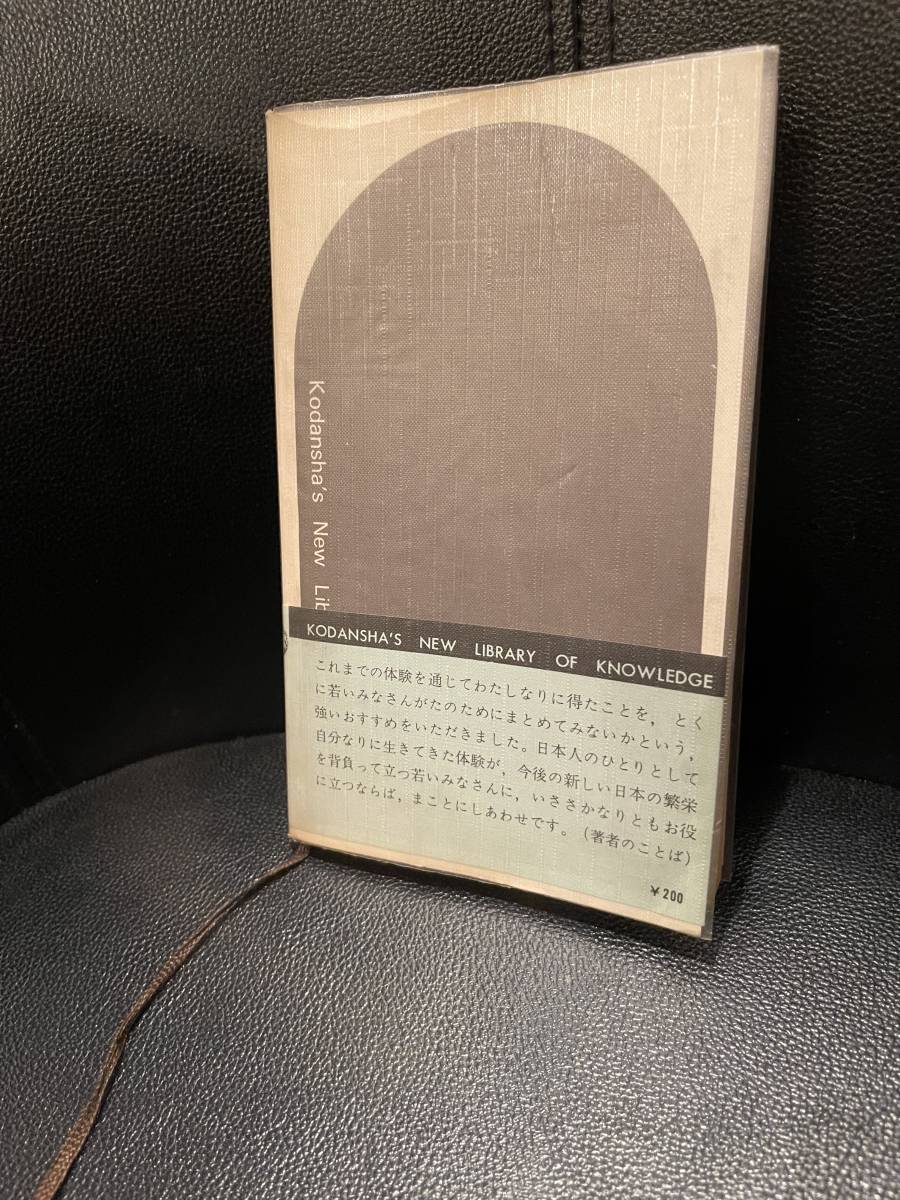 Kodansha's New Lib
KODANSHA'S NEW LIBRARY OF KNOWLEDGE
これまでの体験を通じてわたしなりに得たことを，とく
に若いみなさんがたのためにまとめてみないかという，
強いおすすめをいただきました。日本人のひとりとして
自分なりに生きてきた体験が，今後の新しい日本の繁栄
を背負って立つ若いみなさんに，いささかなりともお役
に立つならば，まことにしあわせです。（著者のことば）
¥200